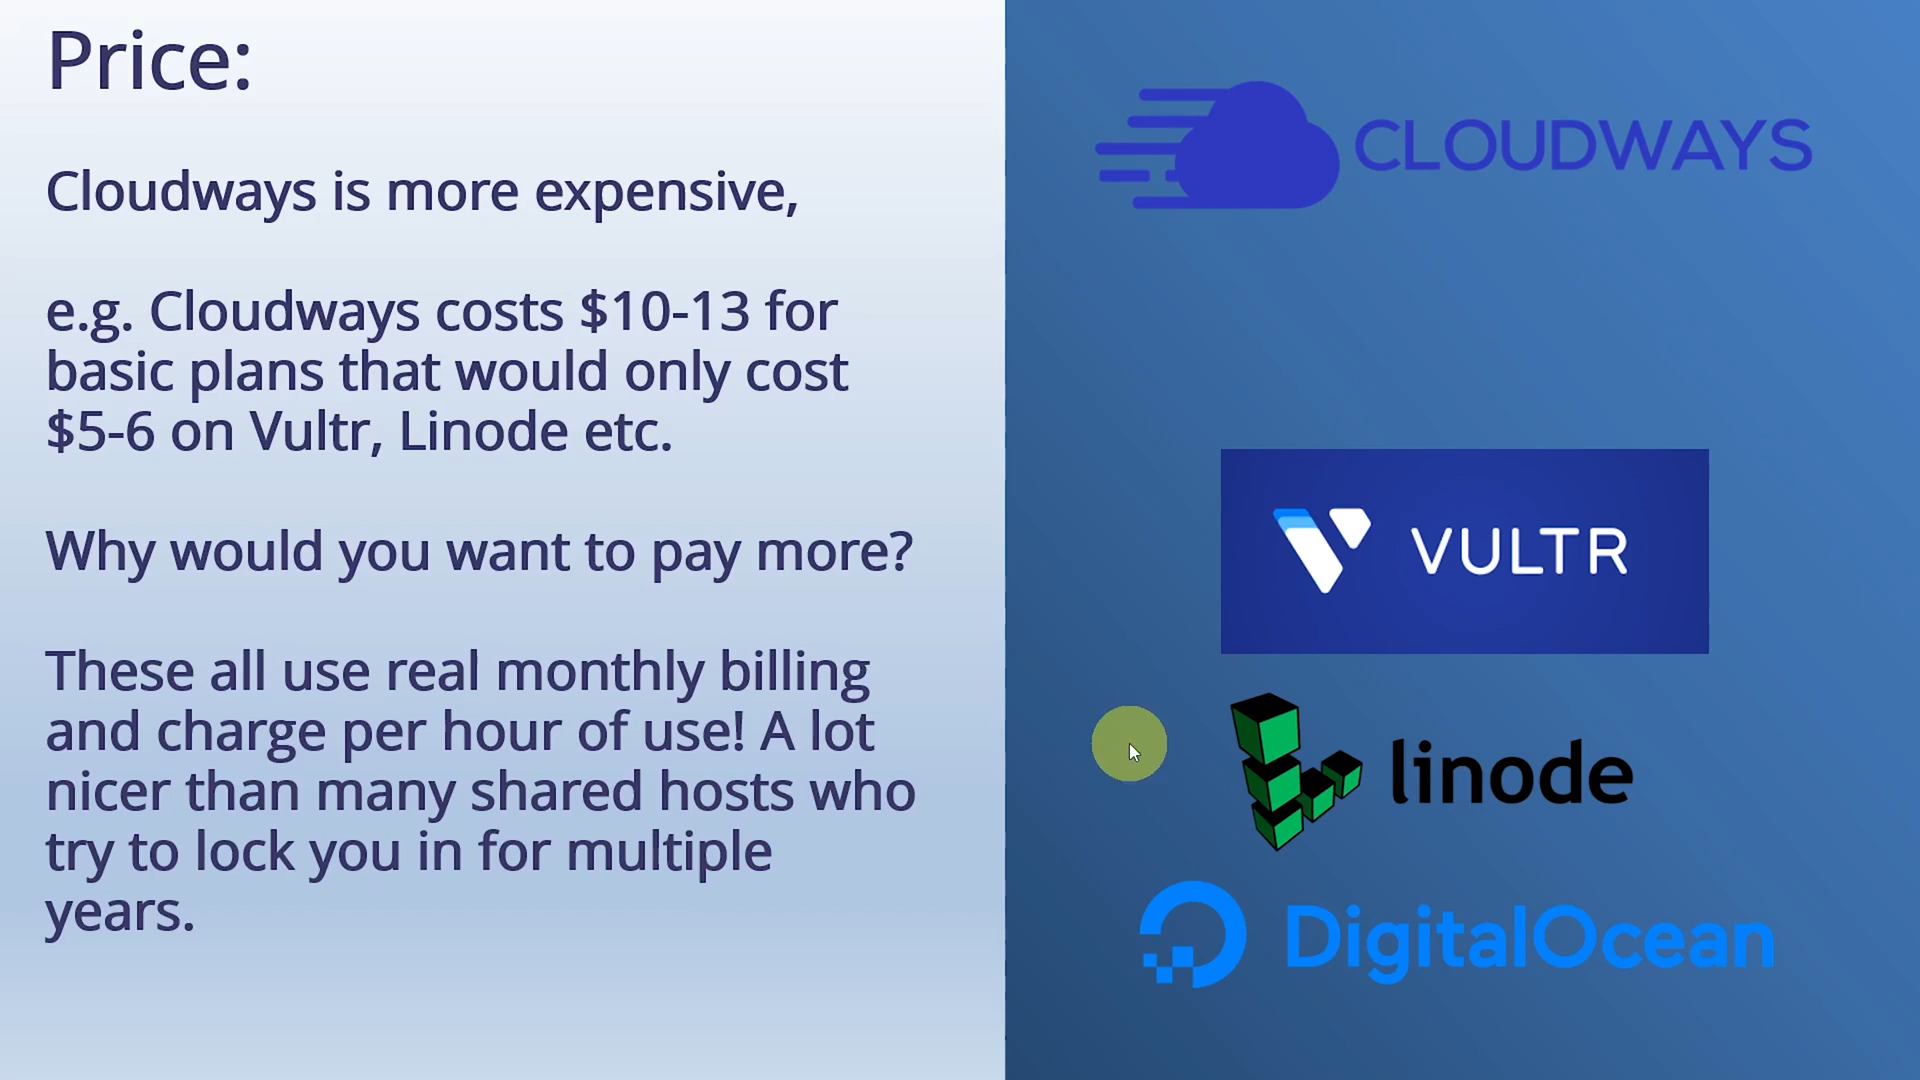 Price:
Cloudways is more expensive,
e.g. Cloudways costs $10-13 for
basic plans that would only cost
$5-6 on Vultr, Linode etc.
Why would you want to pay more?
These all use real monthly billing
and charge per hour of use! A lot
nicer than many shared hosts who
try to lock you in for multiple
years.
CLOUDWAYS
VULTR
linode
DigitalOcean